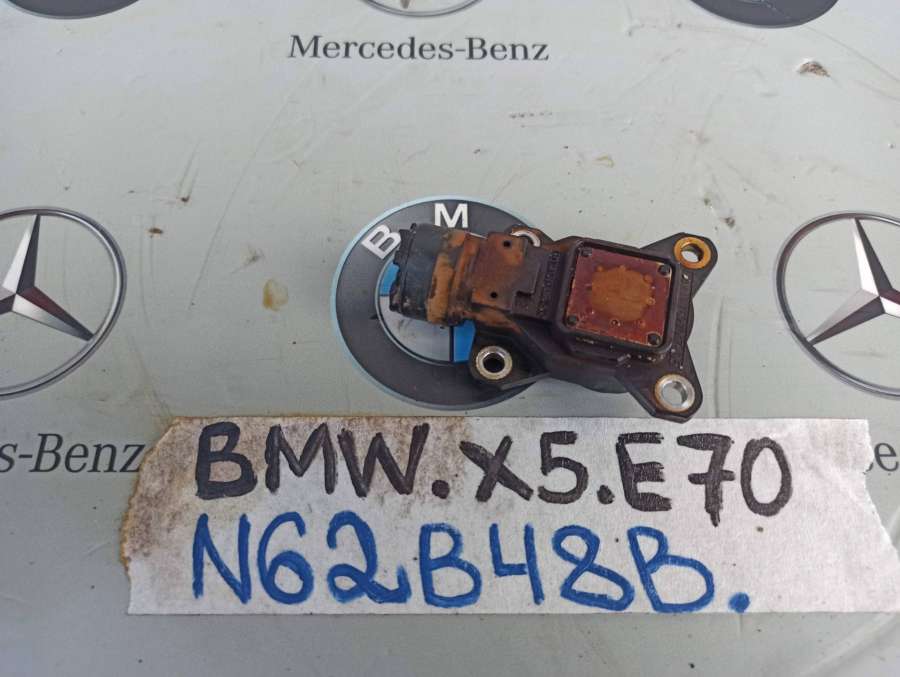 Mercedes-Benz
B M
s-Benz
BMW.X5.E70
N62B48B.